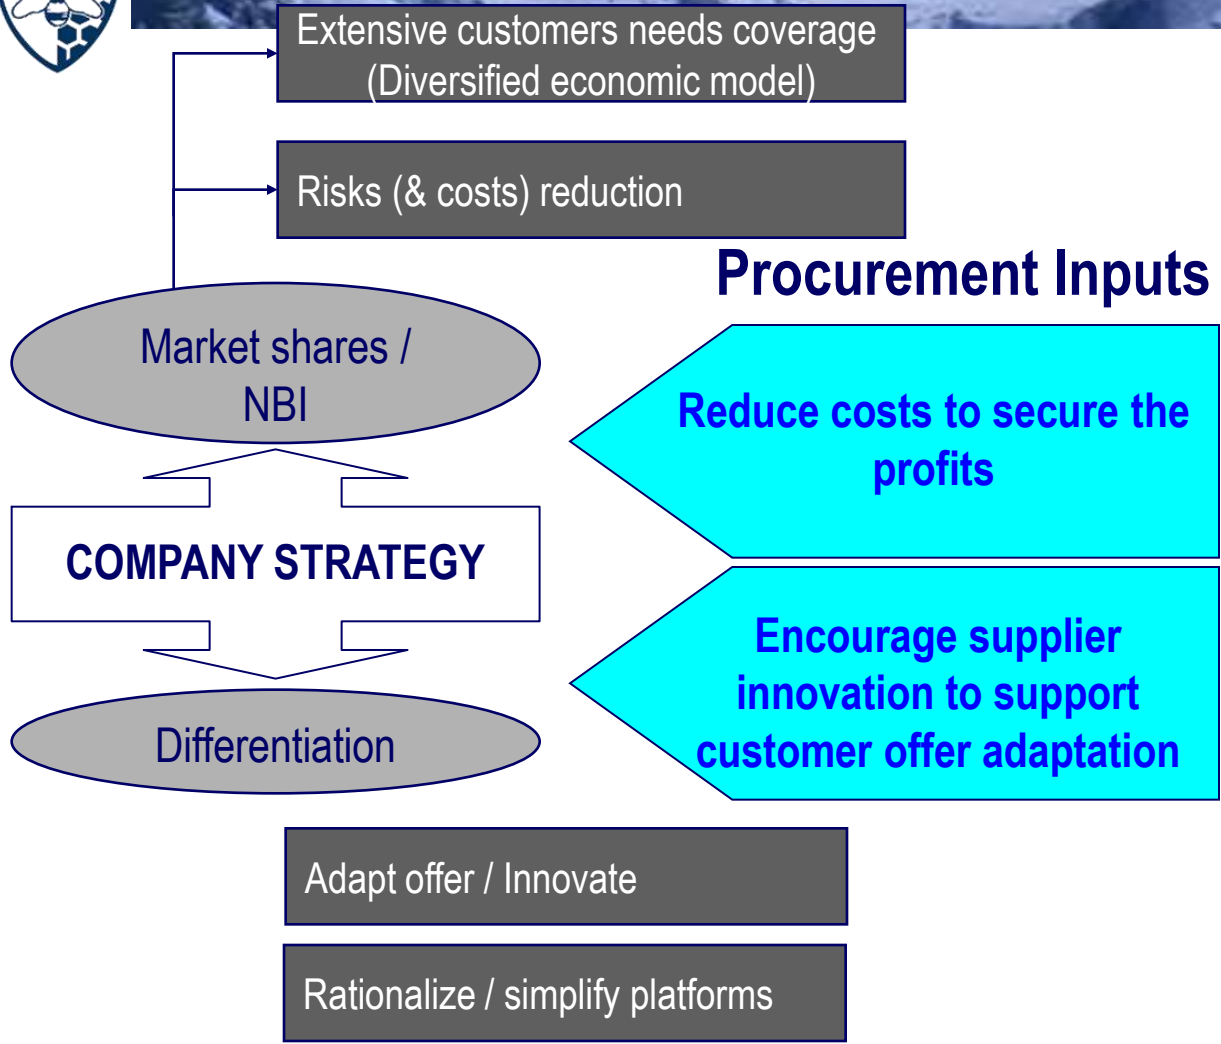 Extensive customers needs coverage
(Diversified economic model)
Risks (& costs) reduction
Procurement Inputs
Market shares /
NBI
Reduce costs to secure the
profits
COMPANY STRATEGY
Encourage supplier
innovation to support
customer offer adaptation
Differentiation
Adapt offer / Innovate
Rationalize / simplify platforms